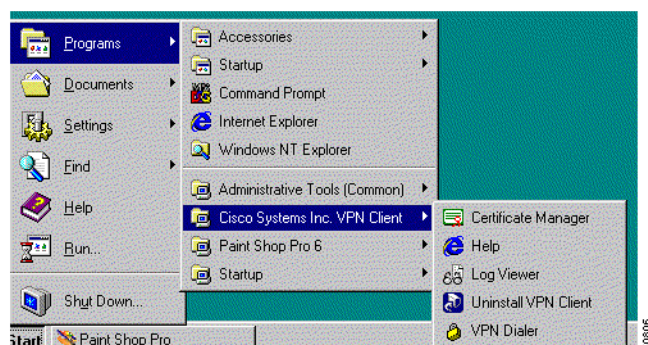 Programs
Documents
Settings
Find
Help
Run...
Shut Down...
Accessories
Startup
Command Prompt
Internet Explorer
Windows NT Explorer
Administrative Tools (Common)
Cisco Systems Inc. VPN Client
Paint Shop Pro 6
Startup
Certificate Manager
Help
Log Viewer
Uninstall VPN Client
VPN Dialer
Start
Paint Shop Pro